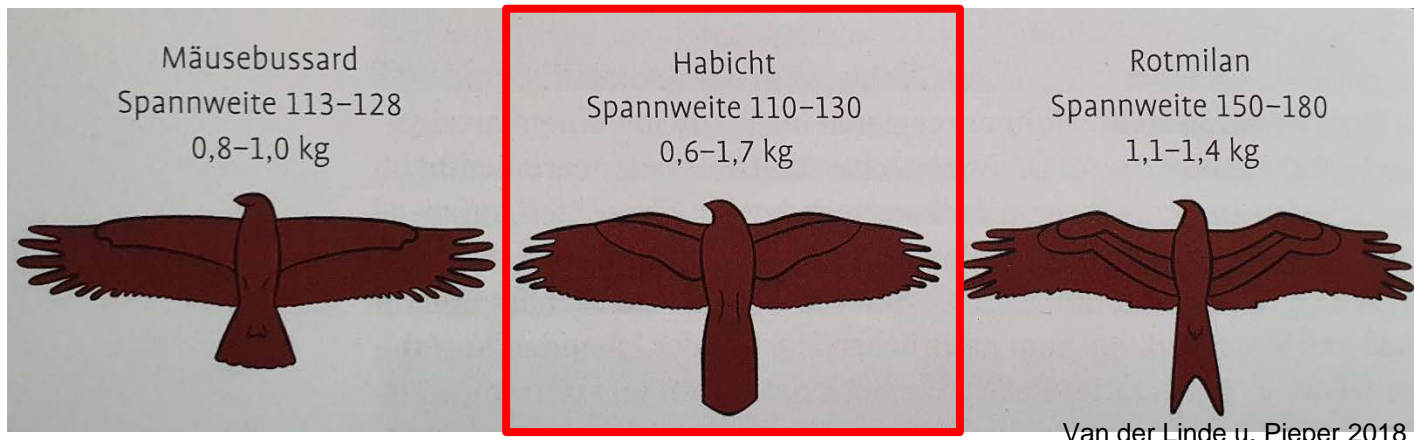 Mäusebussard
Spannweite 113–128
0,8–1,0 kg
Habicht
Spannweite 110–130
0,6–1,7 kg
Rotmilan
Spannweite 150–180
1,1–1,4 kg
Van der Linde u. Pieper 2018